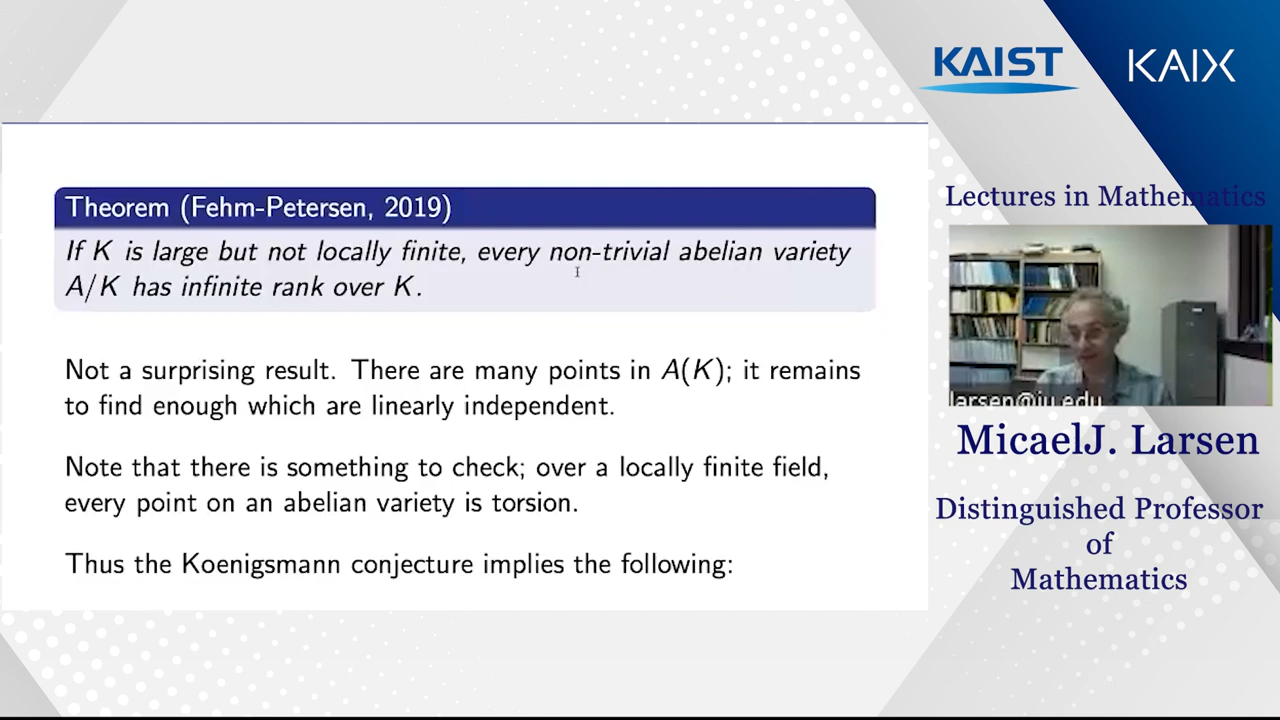 KAIST KAIX
Theorem (Fehm-Petersen, 2019)
If K is large but not locally finite, every non-trivial abelian variety
A/K has infinite rank over K.
Not a surprising result. There are many points in A(K); it remains
to find enough which are linearly independent.
Note that there is something to check; over a locally finite field,
every point on an abelian variety is torsion.
Thus the Koenigsmann conjecture implies the following:
Lectures in Mathematics
larsen@iu.edu
MicaelJ. Larsen
Distinguished Professor
of
Mathematics